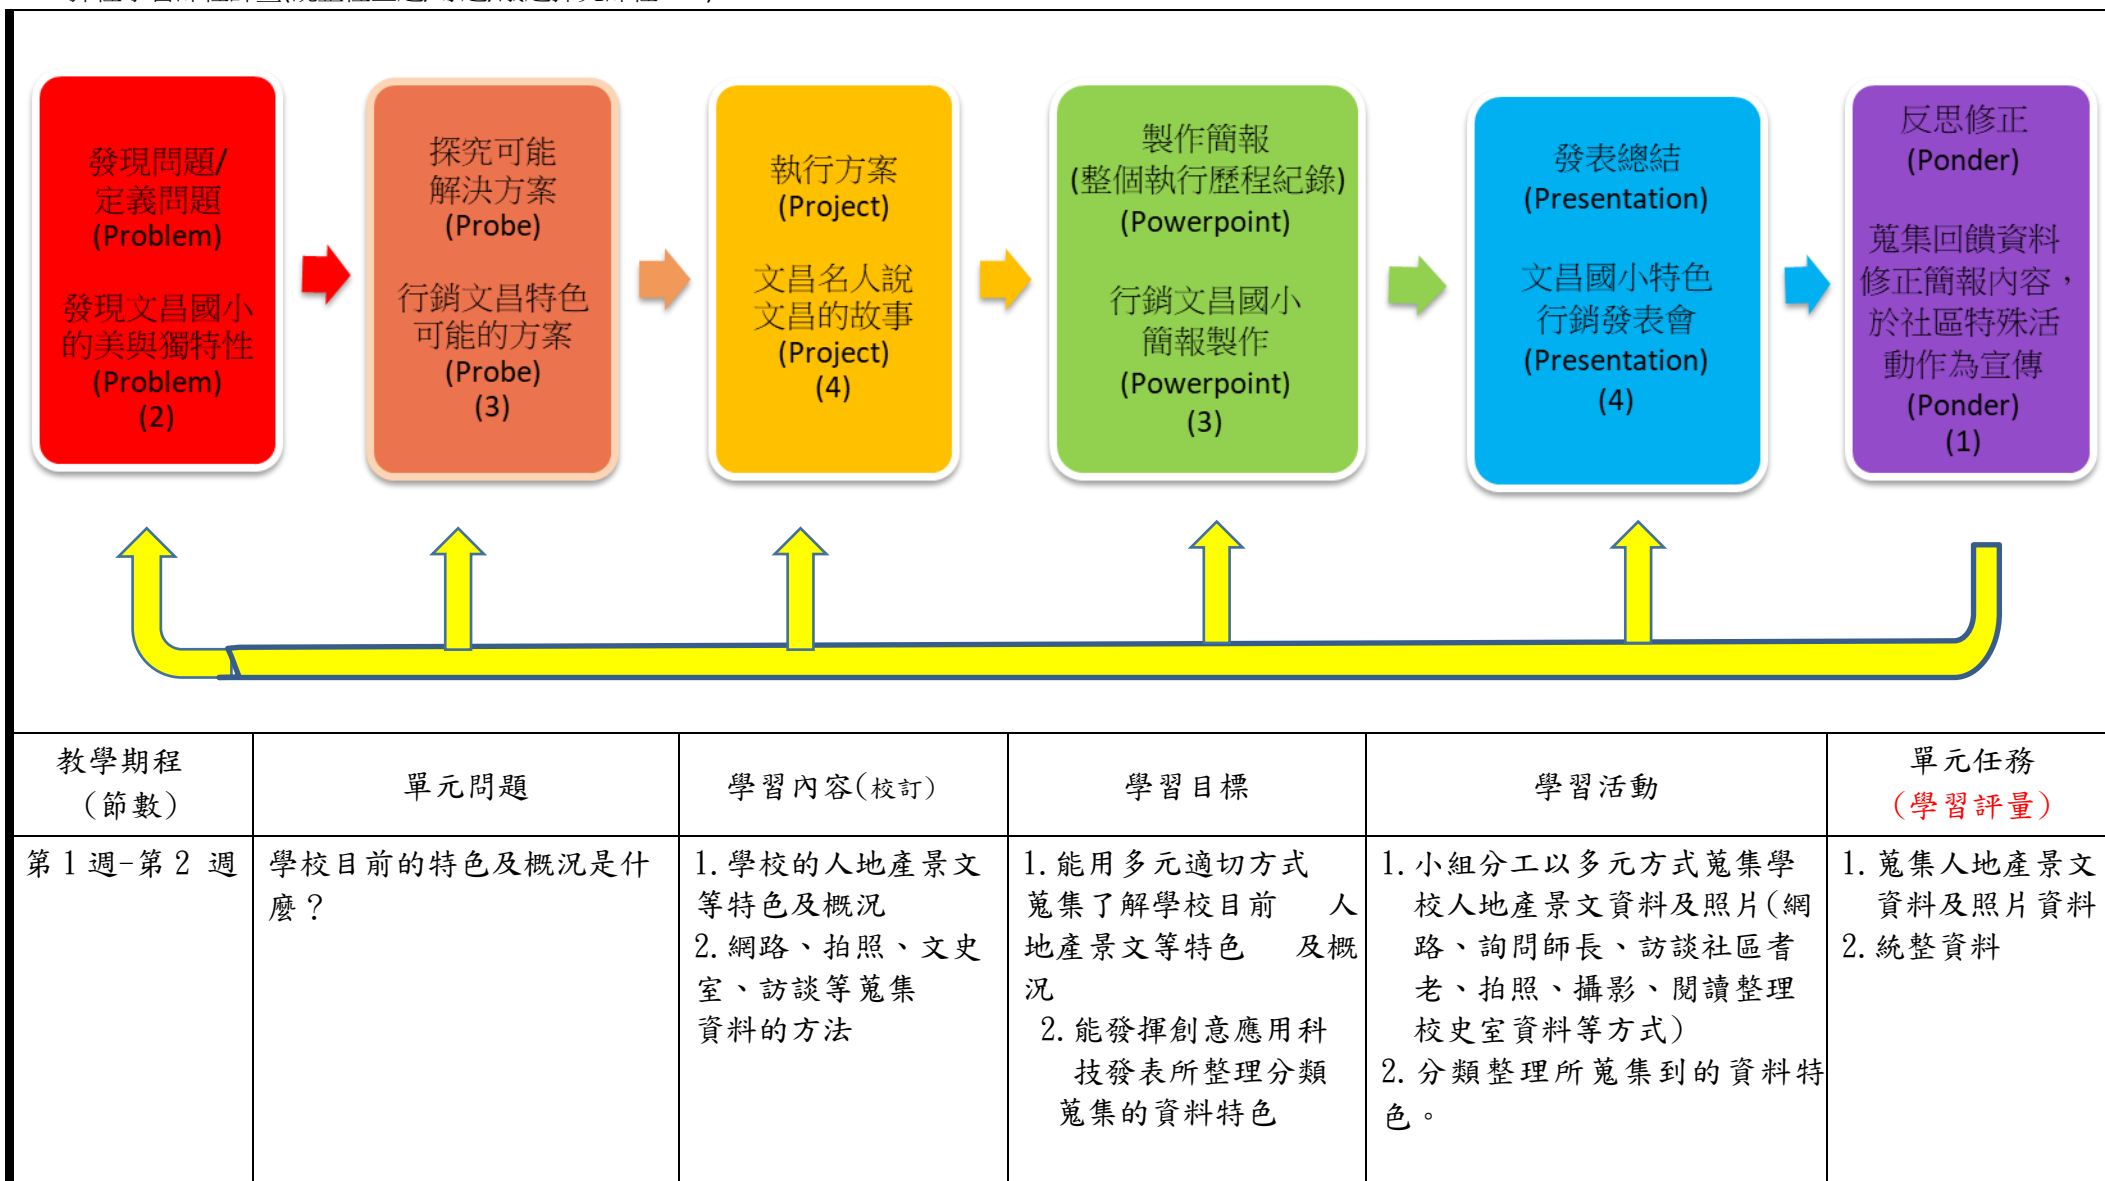 發現問題/
定義問題
(Problem)
發現文昌國小
的美與獨特性
(Problem)
(2)
探究可能
解決方案
(Probe)
行銷文昌特色
可能的方案
(Probe)
(3)
執行方案
(Project)
文昌名人說
文昌的故事
(Project)
(4)
製作簡報
(整個執行歷程紀錄)
(Powerpoint)
行銷文昌國小
簡報製作
(Powerpoint)
(3)
發表總結
(Presentation)
文昌國小特色
行銷發表會
(Presentation)
(4)
反思修正
(Ponder)
蒐集回饋資料
修正簡報內容，
於社區特殊活
動作為宣傳
(Ponder)
(1)
教學期程
(節數)
單元問題
學習內容(校訂)
學習目標
學習活動
單元任務
(學習評量)
第 1 週-第 2 週
學校目前的特色及概況是什
麼？
1.學校的人地產景文
等特色及概況
2.網路、拍照、文史
室、訪談等蒐集
資料的方法
1.能用多元適切方式
蒐集了解學校目前 人
地產景文等特色 及概
況
2.能發揮創意應用科
技發表所整理分類
蒐集的資料特色
1.小組分工以多元方式蒐集學
校人地產景文資料及照片(網
路、詢問師長、訪談社區耆
老、拍照、攝影、閱讀整理
校史室資料等方式)
2.分類整理所蒐集到的資料特
色。
1.蒐集人地產景文
資料及照片資料
2.統整資料